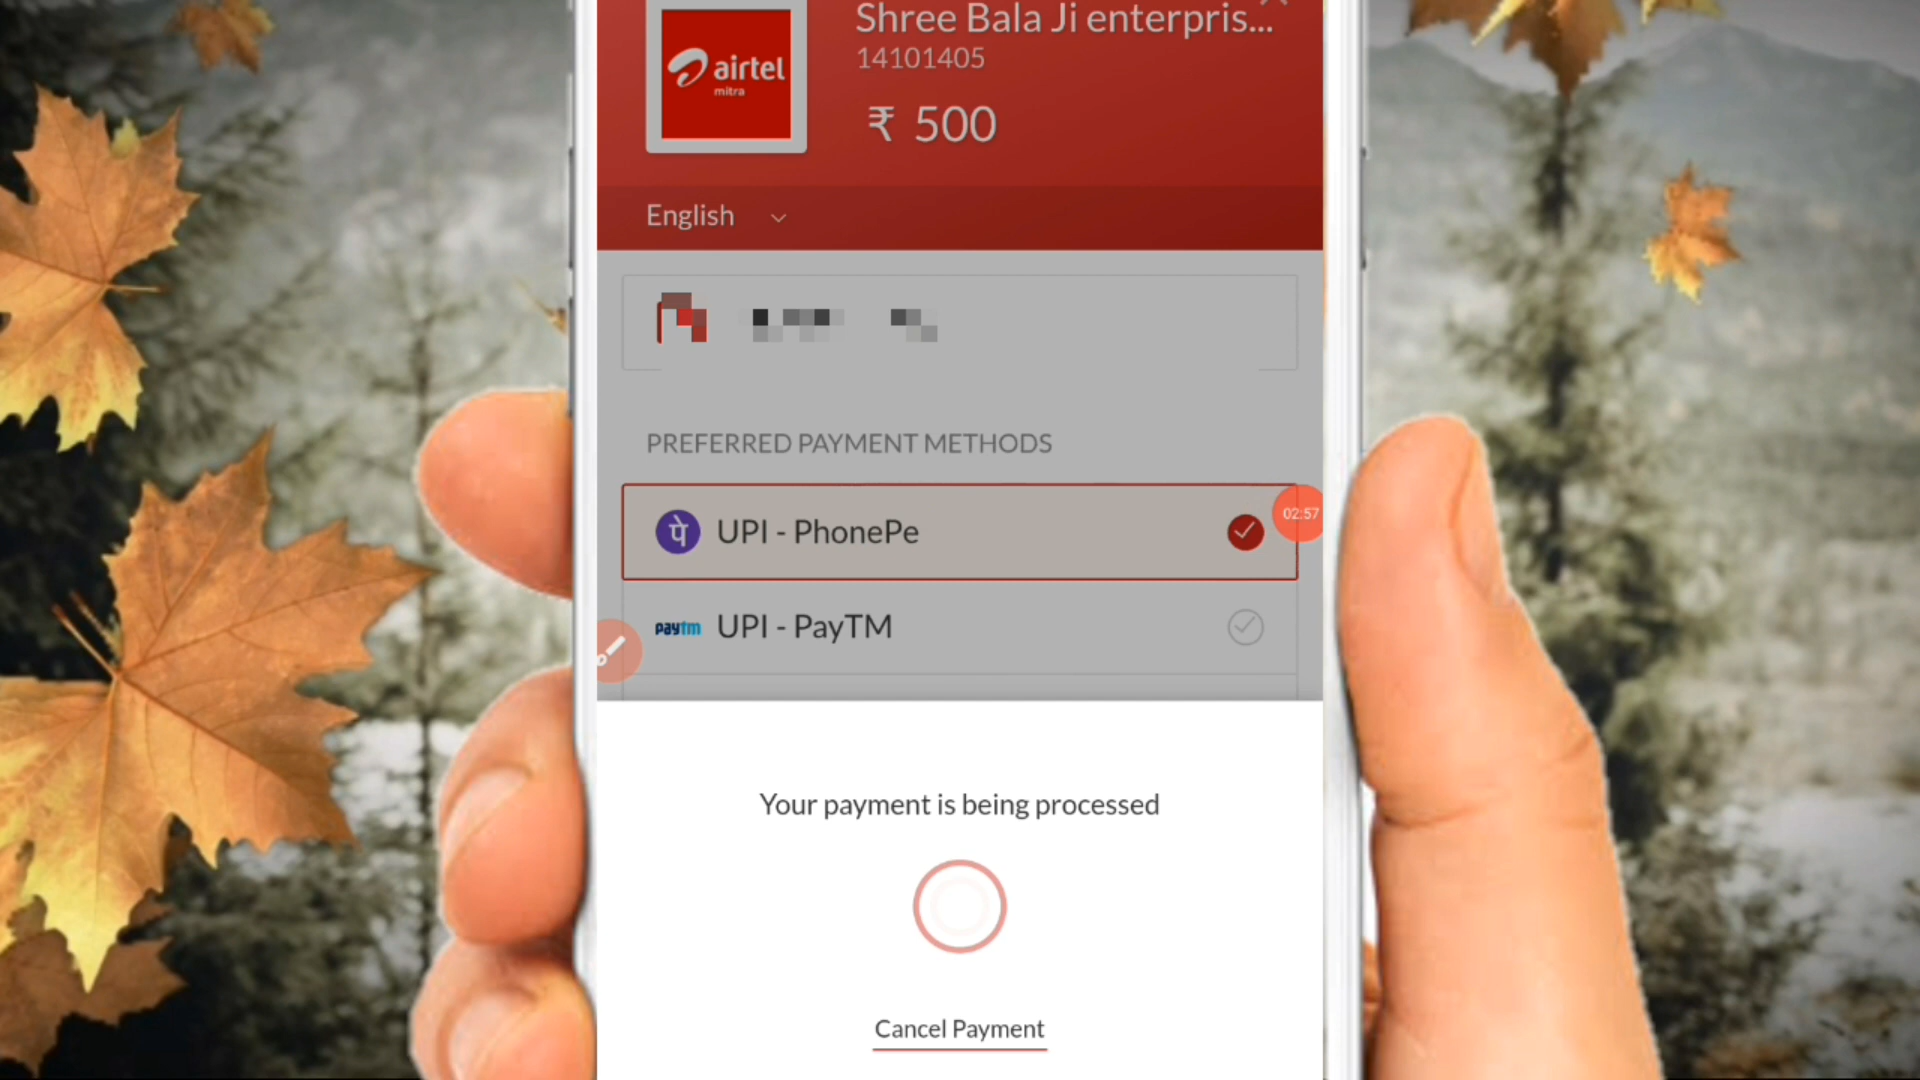 Shree Bala Ji enterpris...
14101405
airtel
mitra
₹ 500
English
PREFERRED PAYMENT METHODS
पे UPI - PhonePe
02:57
paytm UPI - PayTM
Your payment is being processed
Cancel Payment